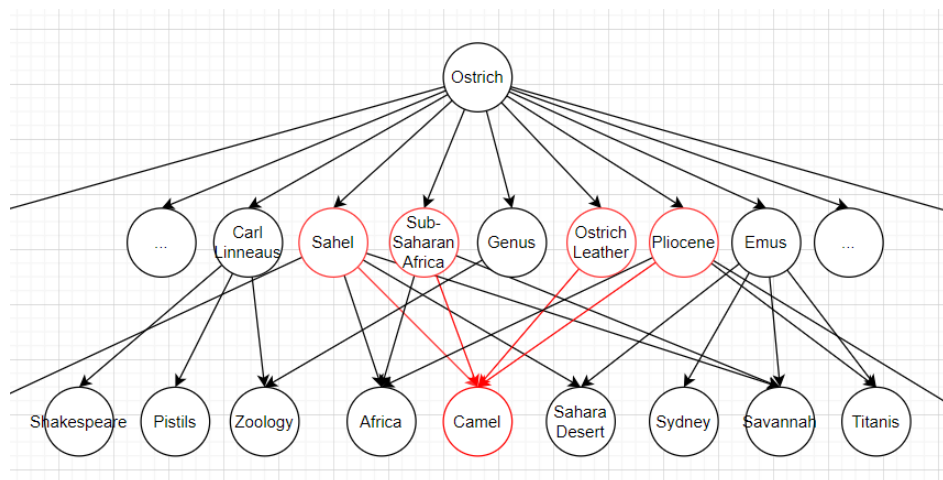 Ostrich
...
Carl
Linneaus
Sahel
Sub-
Saharan
Africa
Genus
Ostrich
Leather
Pliocene
Emus
...
Shakespeare
Pistils
Zoology
Africa
Camel
Sahara
Desert
Sydney
Savannah
Titanis